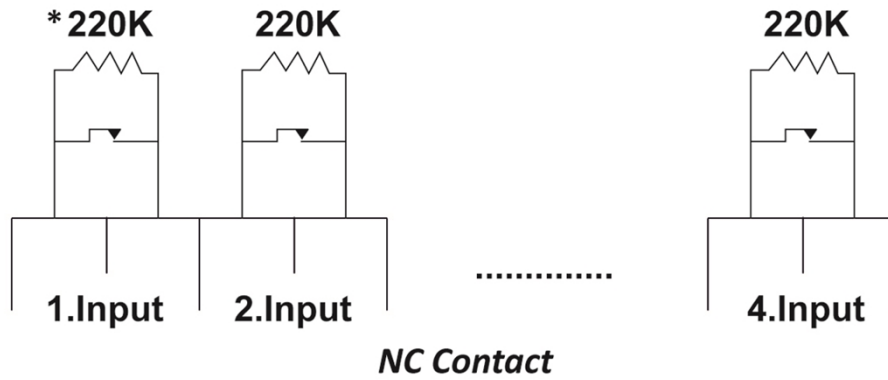 *220K 220K 220K
..............
1.Input 2.Input 4.Input
NC Contact